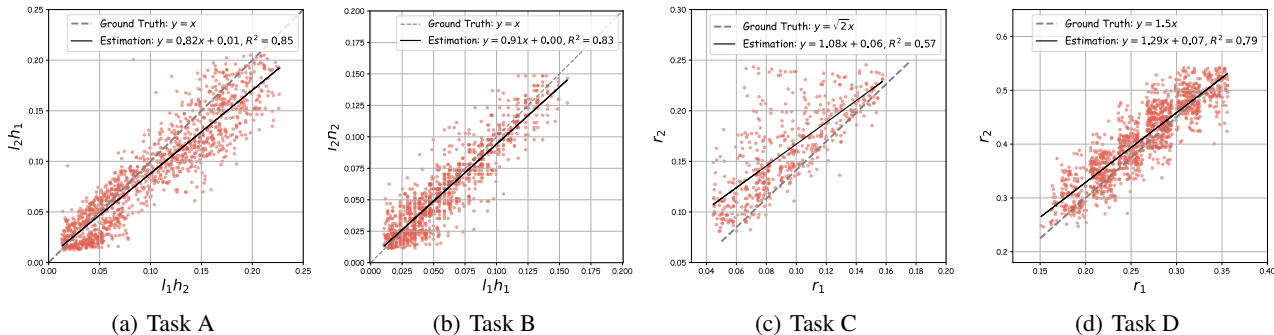 Ground Truth: y = x
Estimation: y = 0.82x + 0.01, R² = 0.85
0.25
0.20
0.15
0.10
0.05
0.00
l₂h₁
0.00 0.05 0.10 0.15 0.20 0.25
l₁h₂
(a) Task A
Ground Truth: y = x
Estimation: y = 0.91x + 0.00, R² = 0.83
0.200
0.175
0.150
0.125
0.100
0.075
0.050
0.025
0.000
l₂h₂
0.000 0.025 0.050 0.075 0.100 0.125 0.150 0.175 0.200
l₁h₁
(b) Task B
Ground Truth: y = √2x
Estimation: y = 1.08x + 0.06, R² = 0.57
0.30
0.25
0.20
0.15
0.10
0.05
r₂
0.04 0.06 0.08 0.10 0.12 0.14 0.16 0.18 0.20
r₁
(c) Task C
Ground Truth: y = 1.5x
Estimation: y = 1.29x + 0.07, R² = 0.79
0.6
0.5
0.4
0.3
0.2
r₂
0.10 0.15 0.20 0.25 0.30 0.35 0.40
r₁
(d) Task D